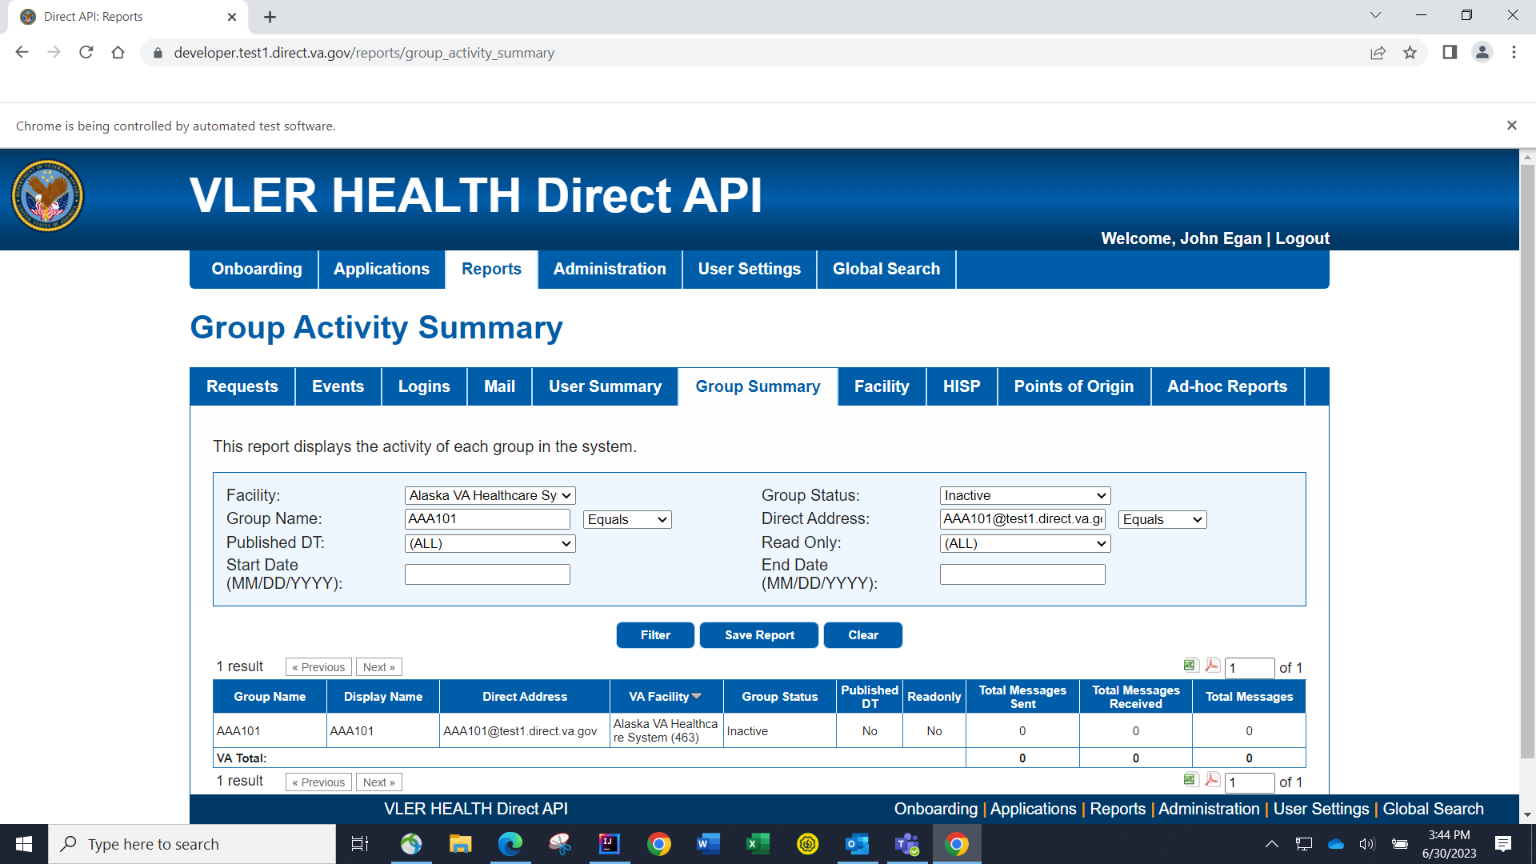 Direct API: Reports
developer.test1.direct.va.gov/reports/group_activity_summary
Chrome is being controlled by automated test software.
VLER HEALTH Direct API
Welcome, John Egan | Logout
Onboarding Applications Reports Administration User Settings Global Search
Group Activity Summary
Requests Events Logins Mail User Summary Group Summary Facility HISP Points of Origin Ad-hoc Reports
This report displays the activity of each group in the system.
Facility: Alaska VA Healthcare Sy Group Status: Inactive
Group Name: AAA101 Equals Direct Address: AAA101@test1.direct.va.go Equals
Published DT: (ALL) Read Only: (ALL)
Start Date End Date
(MM/DD/YYYY): (MM/DD/YYYY):
Filter Save Report Clear
1 result « Previous Next » 1 of 1
Group Name Display Name Direct Address VA Facility Group Status Published DT Readonly Total Messages Sent Total Messages Received Total Messages
AAA101 AAA101 AAA101@test1.direct.va.gov Alaska VA Healthca Inactive No No 0 0 0
re System (463)
VA Total: 0 0 0
1 result « Previous Next » 1 of 1
VLER HEALTH Direct API Onboarding | Applications | Reports | Administration | User Settings | Global Search
Type here to search
3:44 PM
6/30/2023